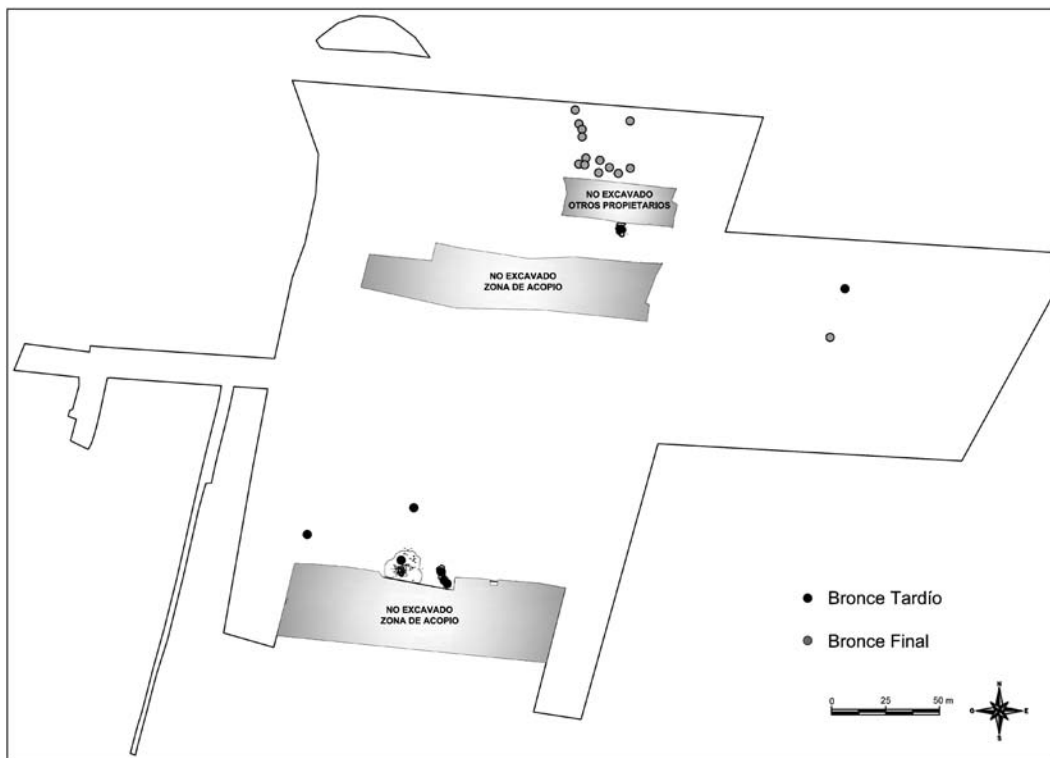 NO EXCAVADO
OTROS PROPIETARIOS
NO EXCAVADO
ZONA DE ACOPIO
NO EXCAVADO
ZONA DE ACOPIO
Bronce Tardío
Bronce Final
0 25 50 m
N
O E
S